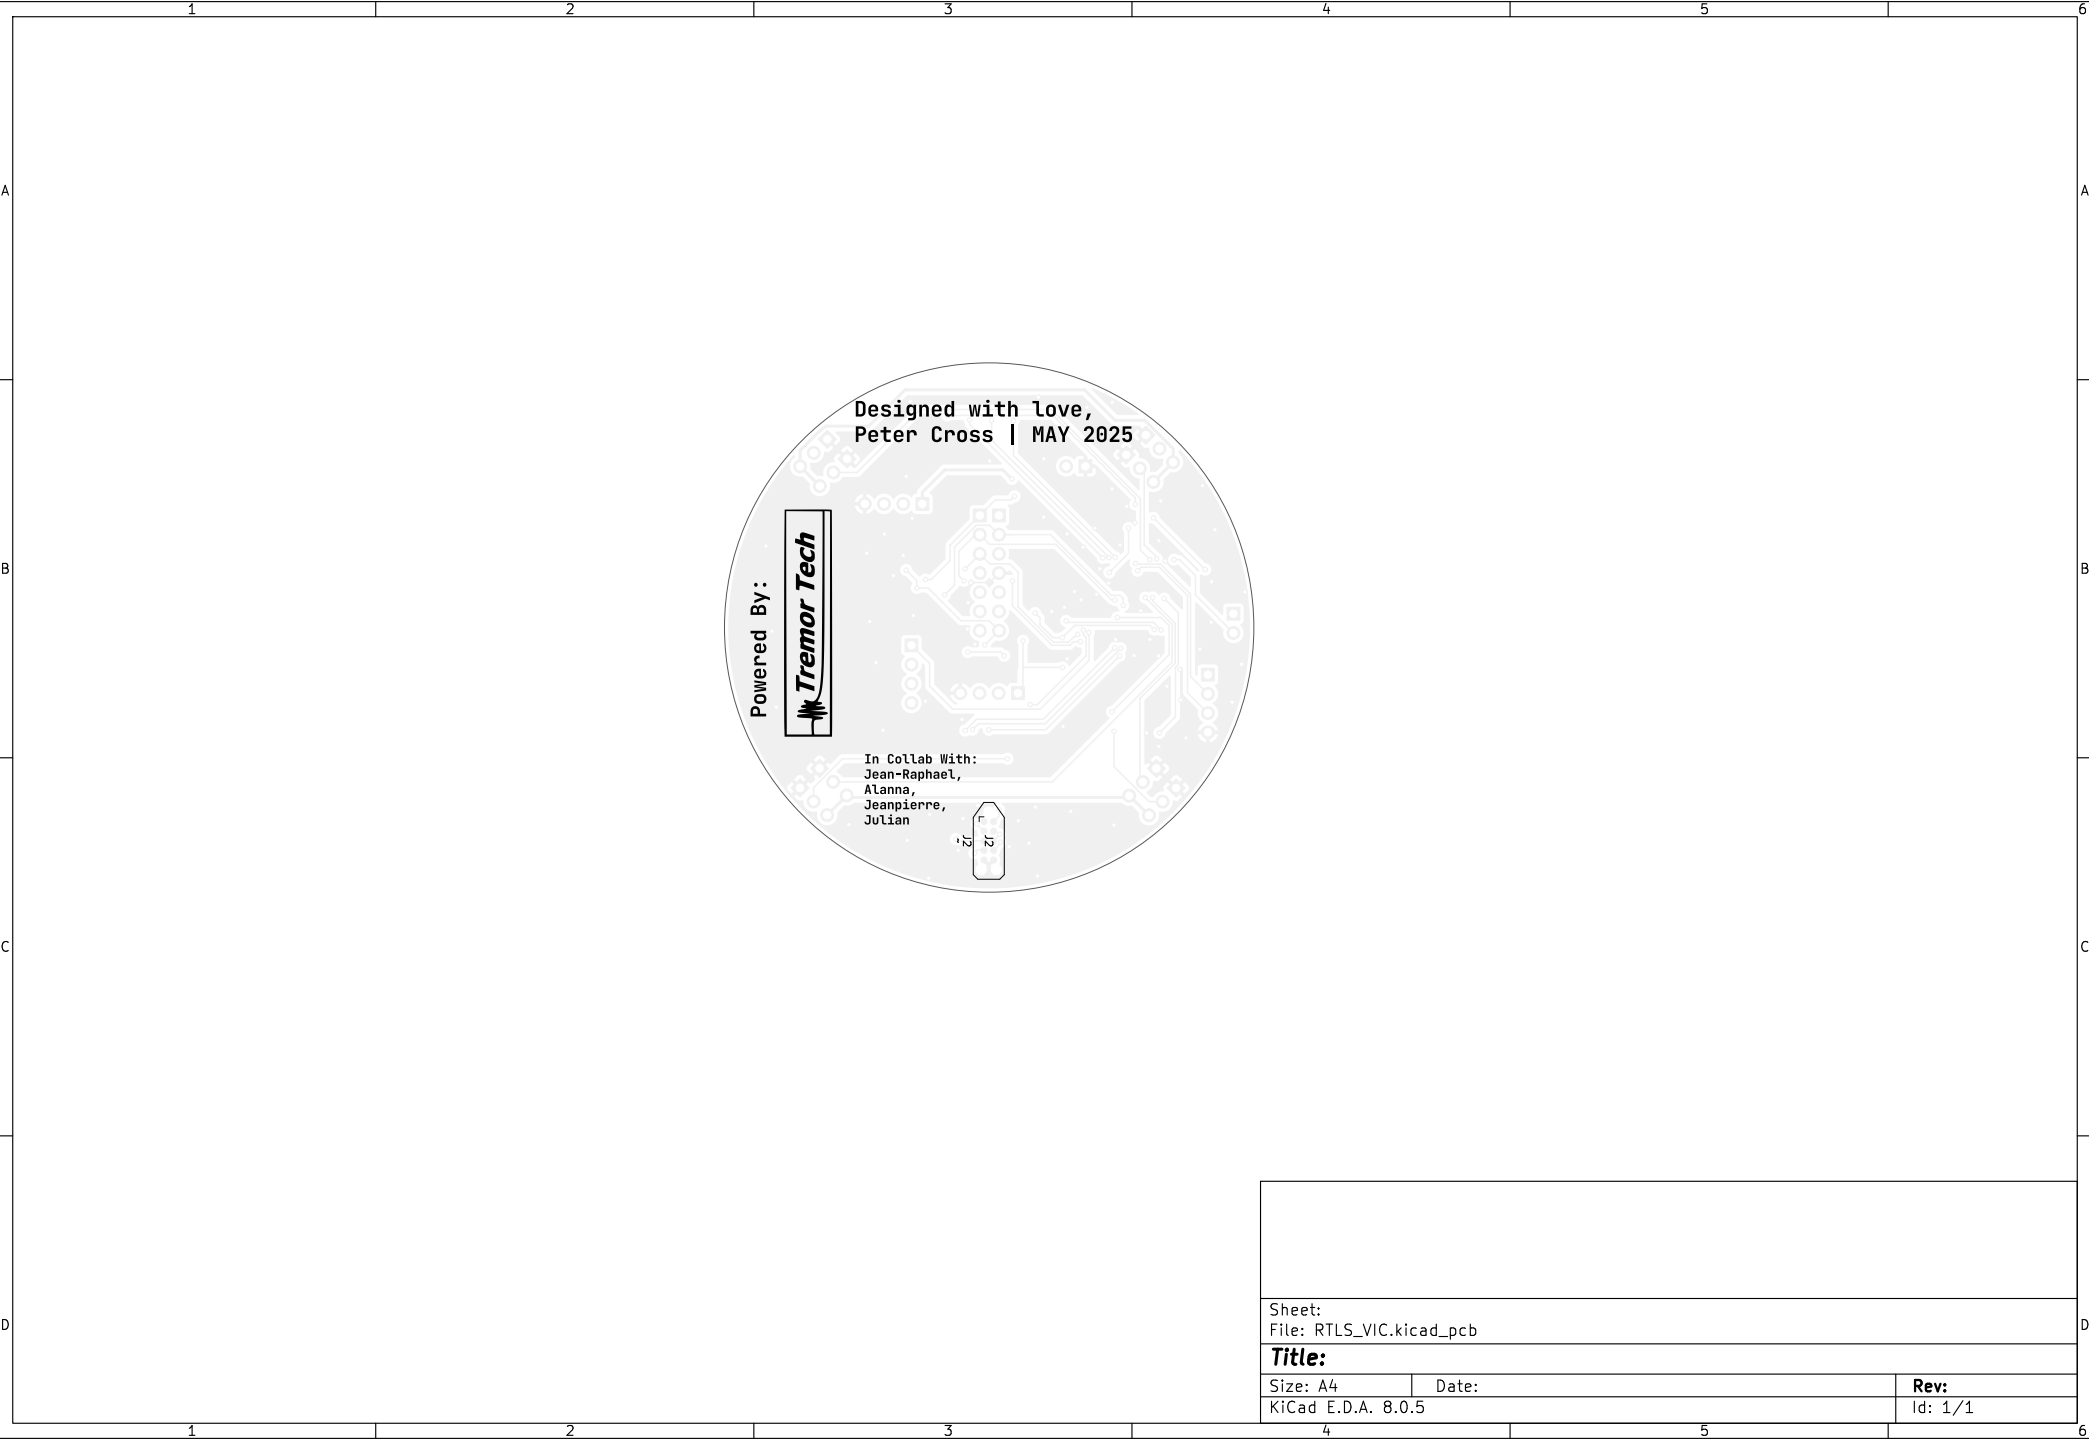 1 2 3 4 5 6
A A
Designed with love,
Peter Cross | MAY 2025
B B
Powered By:
Tremor Tech
In Collab With:
Jean-Raphael,
Alanna,
Jeanpierre,
Julian
J2
J2
C C
Sheet:
File: RTLS_VIC.kicad_pcb
D D
Title:
Size: A4 Date: Rev:
KiCad E.D.A. 8.0.5 Id: 1/1
1 2 3 4 5 6